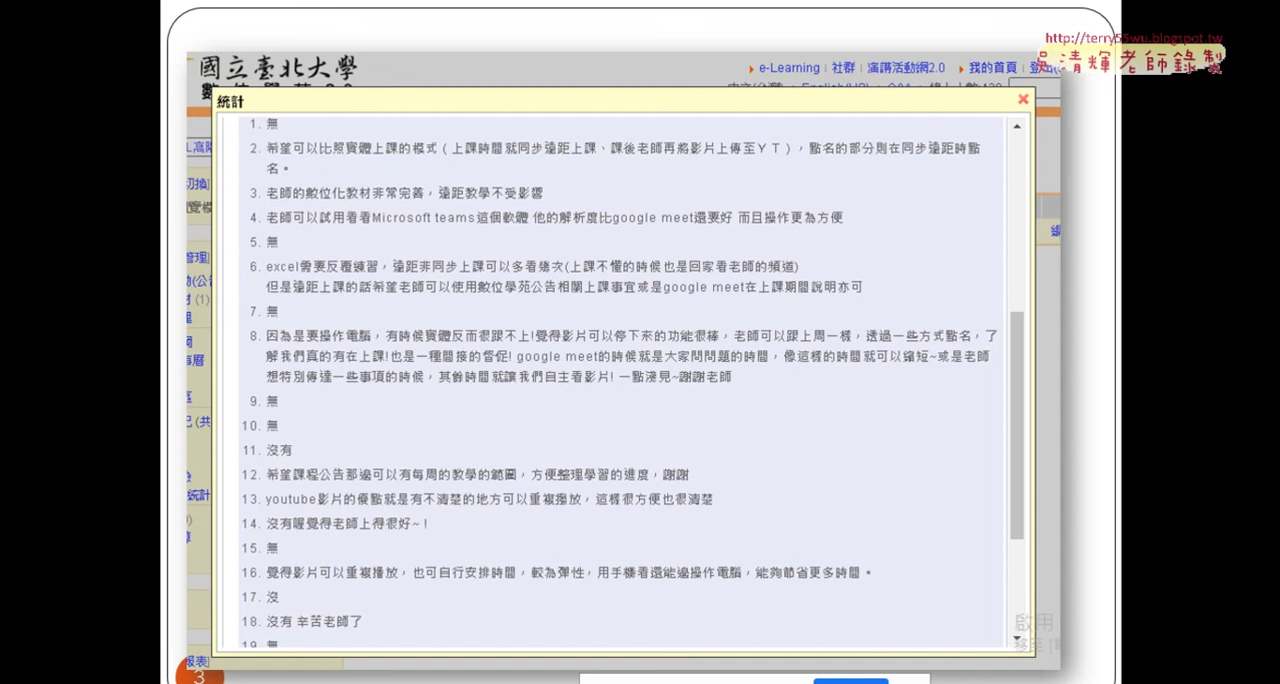 http://terry55wu.blogspot.tw
吳清輝老師錄製
國立臺北大學
e-Learning | 社群 | 演講活動網2.0
我的首頁
統計
1. 無
2. 希望可以比照實體上課的模式(上課時間就同步遠距上課、課後老師再將影片上傳至YT),點名的部分則在同步遠距時點
名。
3. 老師的數位化教材非常完善,遠距教學不受影響
4. 老師可以試用看看Microsoft teams這個軟體 他的解析度比google meet還要好 而且操作更為方便
5. 無
6. excel需要反覆練習,遠距非同步上課可以多看幾次(上課不懂的時候也是回家看老師的頻道)
但是遠距上課的話希望老師可以使用數位學苑公告相關上課事宜或是google meet在上課期間說明亦可
7. 無
8. 因為是要操作電腦,有時候實體反而很跟不上!覺得影片可以停下來的功能很棒,老師可以跟上周一樣,透過一些方式點名,了
解我們真的有在上課!也是一種間接的督促! google meet的時候就是大家問問題的時間,像這樣的時間就可以縮短~或是老師
想特別傳達一些事項的時候,其餘時間就讓我們自主看影片! 一點淺見~謝謝老師
9. 無
10. 無
11. 沒有
12. 希望課程公告那邊可以有每周的教學的範圍,方便整理學習的進度,謝謝
13. youtube影片的優點就是有不清楚的地方可以重複播放,這樣很方便也很清楚
14. 沒有喔覺得老師上得很好~!
15. 無
16. 覺得影片可以重複播放,也可自行安排時間,較為彈性,用手機看還能邊操作電腦,能夠節省更多時間。
17. 沒
18. 沒有 辛苦老師了
19. 無
啟用
移至
報表]
3